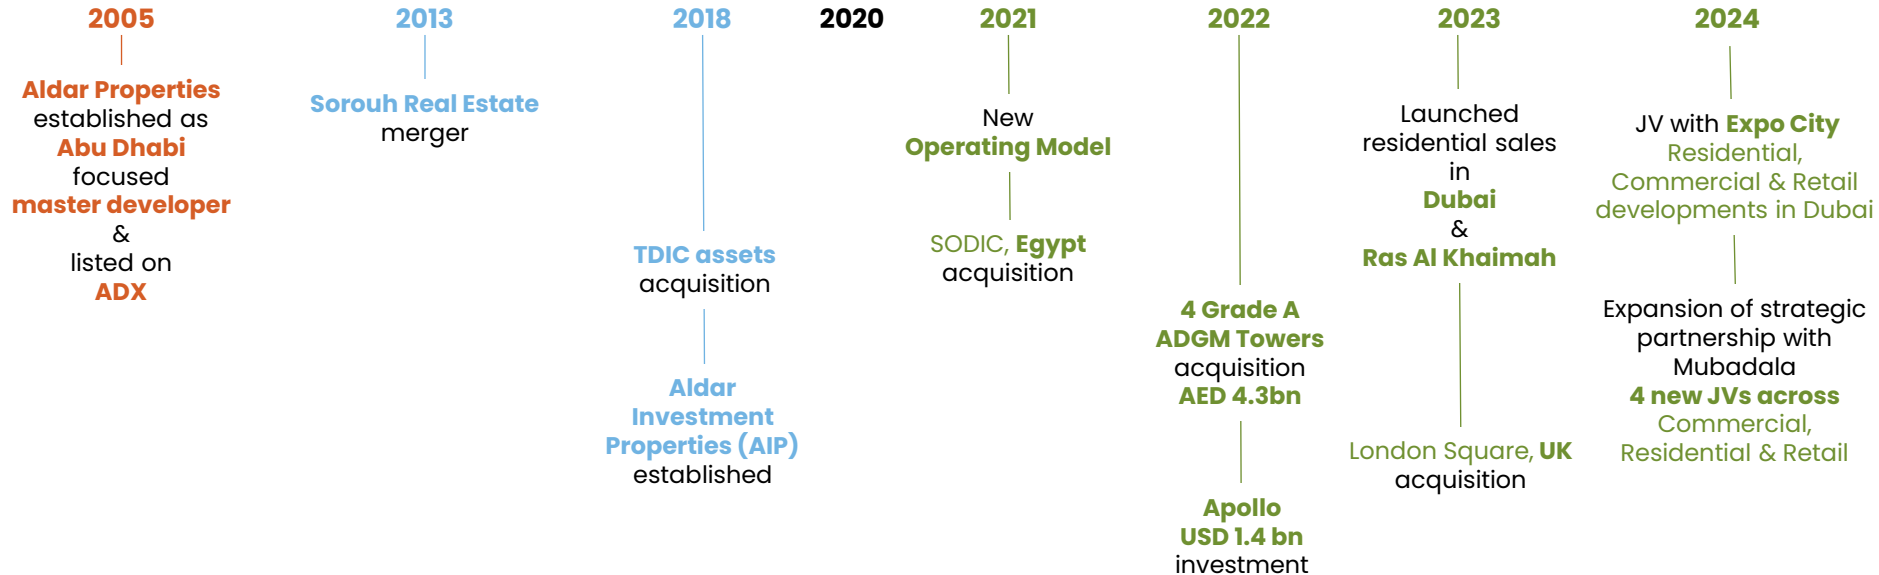 2005
Aldar Properties
established as
Abu Dhabi
focused
master developer
&
listed on
ADX
2013
Sorouh Real Estate
merger
2018
TDIC assets
acquisition
Aldar
Investment
Properties (AIP)
established
2020
2021
New
Operating Model
SODIC, Egypt
acquisition
2022
4 Grade A
ADGM Towers
acquisition
AED 4.3bn
Apollo
USD 1.4 bn
investment
2023
Launched
residential sales
in
Dubai
&
Ras Al Khaimah
London Square, UK
acquisition
2024
JV with Expo City
Residential,
Commercial & Retail
developments in Dubai
Expansion of strategic
partnership with
Mubadala
4 new JVs across
Commercial,
Residential & Retail